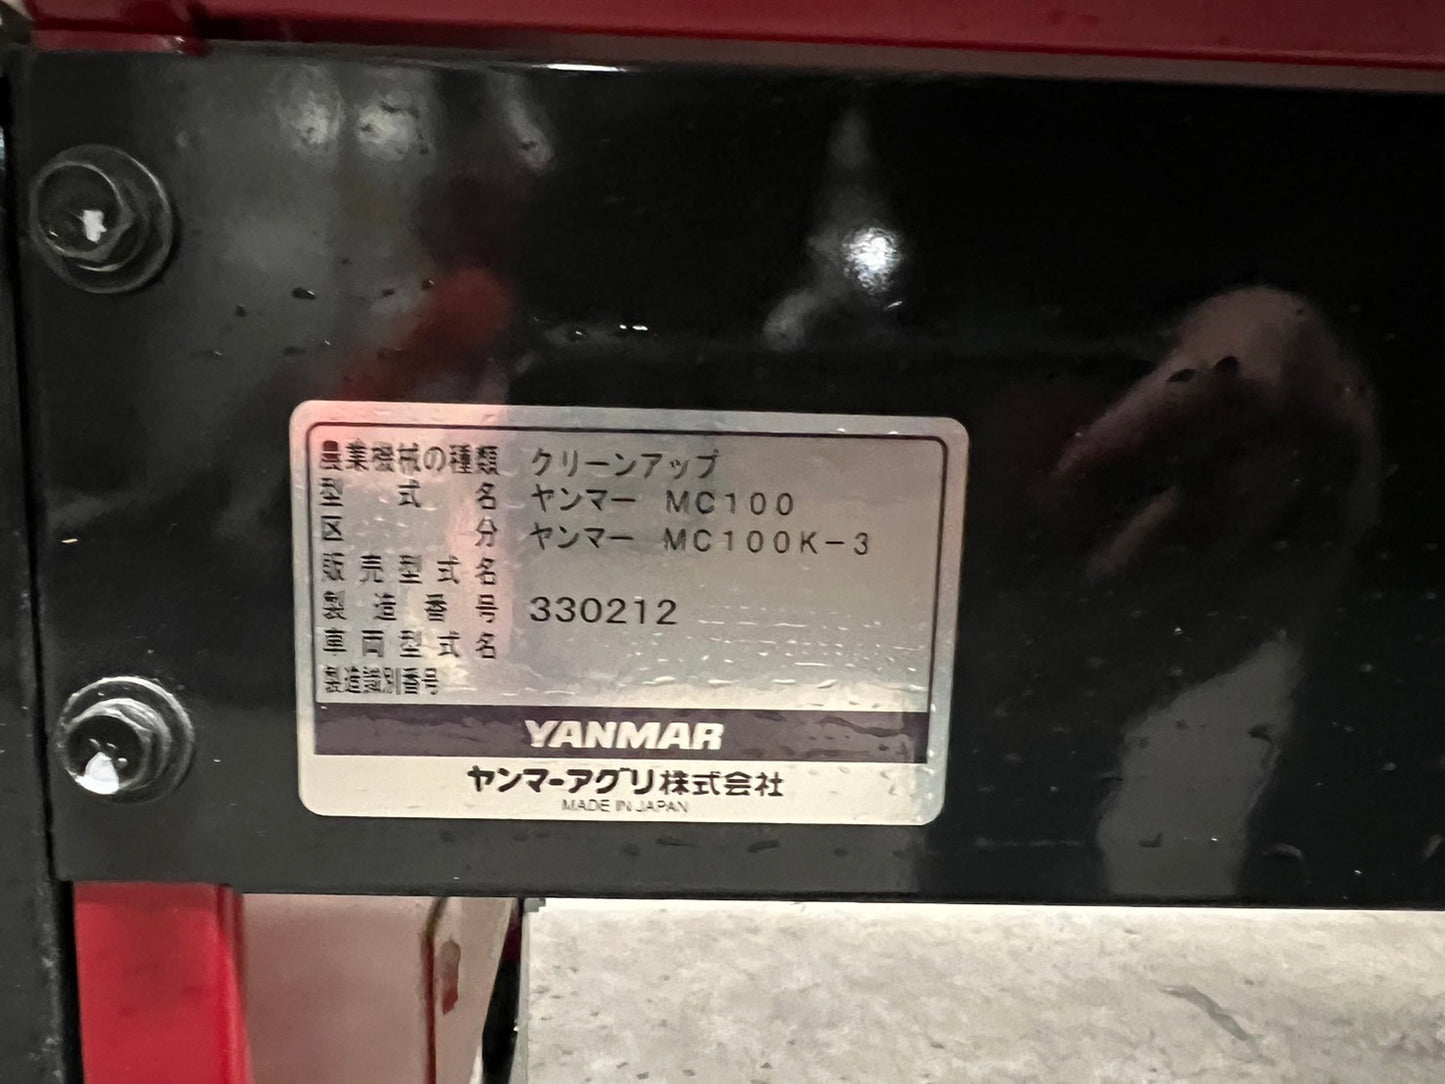 農業機械の種類 クリーンアップ
型式名 ヤンマー MC100
区分 ヤンマー MC100K-3
販売型式名
製造番号 330212
車両型式名
製造識別番号
YANMAR
ヤンマーアグリ株式会社
MADE IN JAPAN